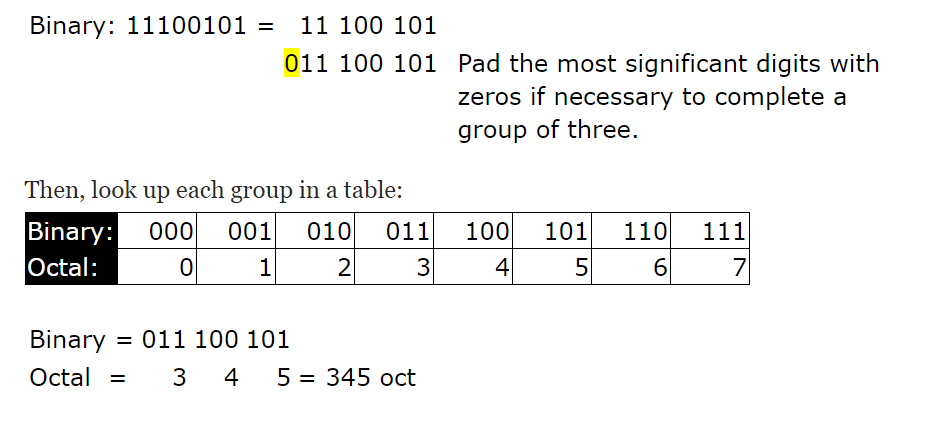 Binary: 11100101 = 11 100 101
011 100 101 Pad the most significant digits with
zeros if necessary to complete a
group of three.
Then, look up each group in a table:
Binary: 000 001 010 011 100 101 110 111
Octal: 0 1 2 3 4 5 6 7
Binary = 011 100 101
Octal = 3 4 5 = 345 oct